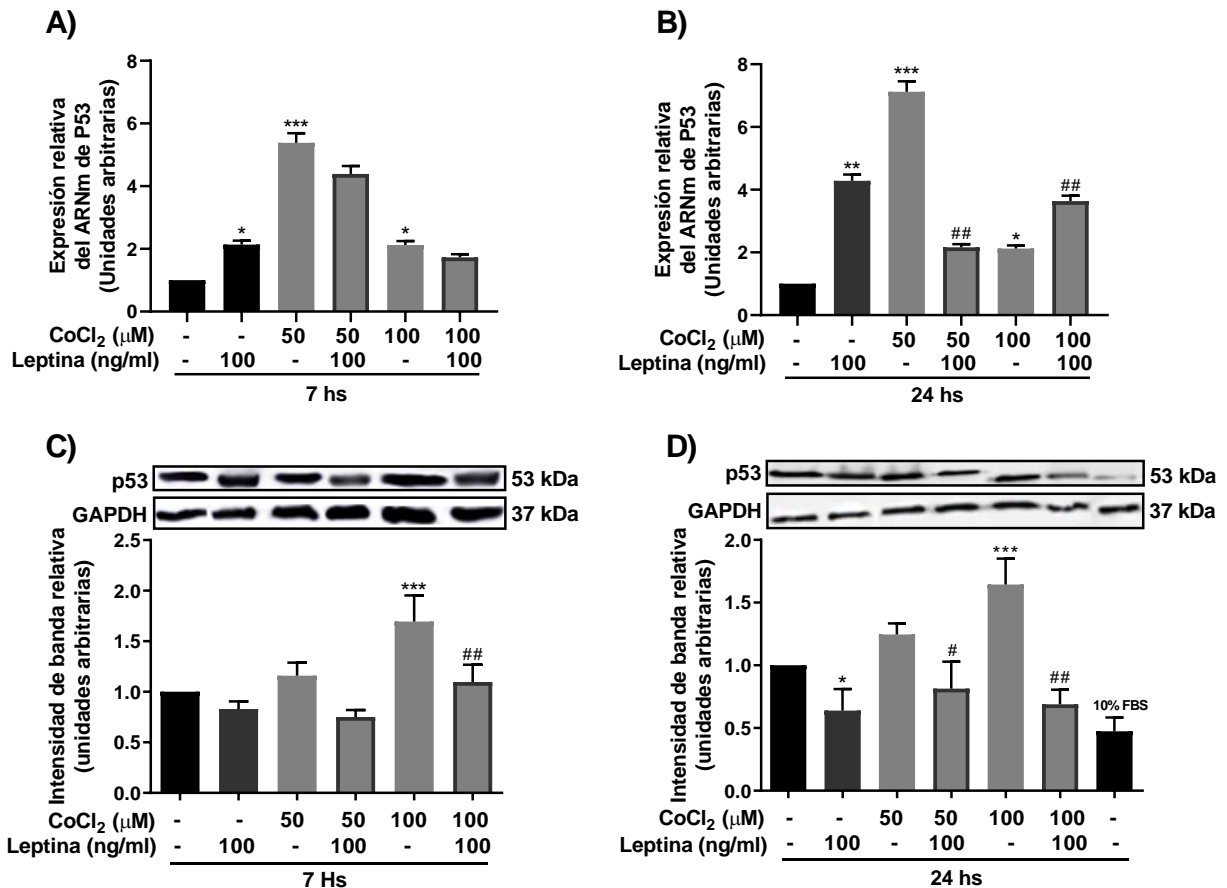 A)
Expresión relativa
del ARNm de P53
(Unidades arbitrarias)
8
6
4
2
0
*
***
*
CoCl2 (μM) - - 50 50 100 100
Leptina (ng/ml) - 100 - 100 - 100
7 hs
B)
Expresión relativa
del ARNm de P53
(Unidades arbitrarias)
8
6
4
2
0
**
***
##
*
##
CoCl2 (μM) - - 50 50 100 100
Leptina (ng/ml) - 100 - 100 - 100
24 hs
C)
p53 53 kDa
GAPDH 37 kDa
Intensidad de banda relativa
(unidades arbitrarias)
2.5
2.0
1.5
1.0
0.5
0.0
***
##
CoCl2 (μM) - - 50 50 100 100
Leptina (ng/ml) - 100 - 100 - 100
7 Hs
D)
p53 53 kDa
GAPDH 37 kDa
Intensidad de banda relativa
(unidades arbitrarias)
2.0
1.5
1.0
0.5
0.0
*
#
***
##
10% FBS
CoCl2 (μM) - - 50 50 100 100 -
Leptina (ng/ml) - 100 - 100 - 100 -
24 hs